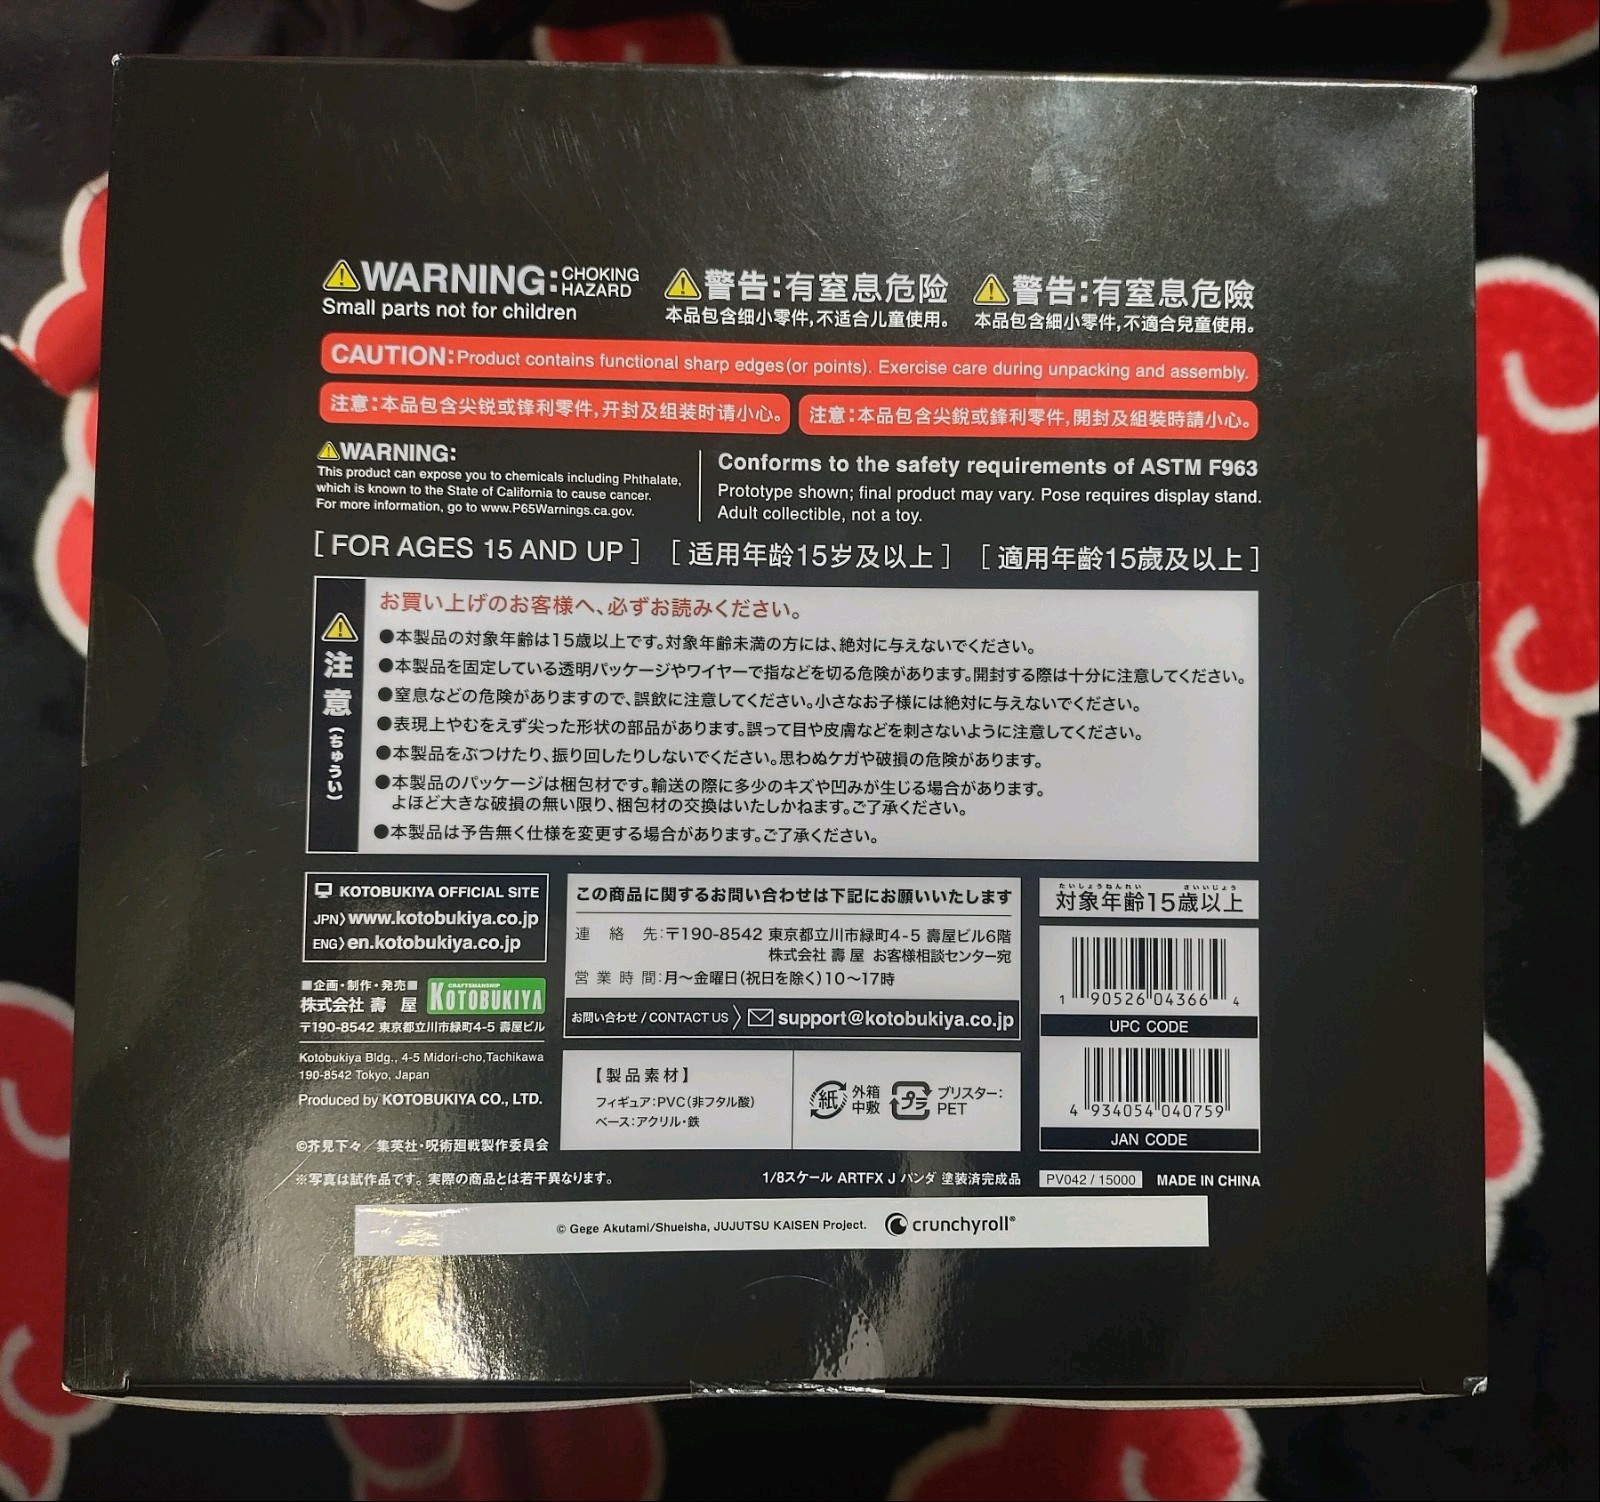 ⚠WARNING: CHOKING HAZARD
Small parts not for children
⚠警告:有窒息危险
本品包含细小零件,不适合儿童使用。
⚠警告:有窒息危險
本品包含細小零件,不適合兒童使用。
CAUTION:Product contains functional sharp edges(or points). Exercise care during unpacking and assembly.
注意:本品包含尖锐或锋利零件,开封及组装时请小心。
注意:本品包含尖銳或鋒利零件,開封及組裝時請小心。
⚠WARNING:
This product can expose you to chemicals including Phthalate,
which is known to the State of California to cause cancer.
For more information, go to www.P65Warnings.ca.gov.
Conforms to the safety requirements of ASTM F963
Prototype shown; final product may vary. Pose requires display stand.
Adult collectible, not a toy.
[ FOR AGES 15 AND UP ] [ 适用年龄15岁及以上 ] [ 適用年齡15歲及以上 ]
⚠注意(ちゅうい)
お買い上げのお客様へ、必ずお読みください。
●本製品の対象年齢は15歳以上です。対象年齢未満の方には、絶対に与えないでください。
●本製品を固定している透明パッケージやワイヤーで指などを切る危険があります。開封する際は十分に注意してください。
●窒息などの危険がありますので、誤飲に注意してください。小さなお子様には絶対に与えないでください。
●表現上やむをえず尖った形状の部品があります。誤って目や皮膚などを刺さないように注意してください。
●本製品をぶつけたり、振り回したりしないでください。思わぬケガや破損の危険があります。
●本製品のパッケージは梱包材です。輸送の際に多少のキズや凹みが生じる場合があります。
よほど大きな破損の無い限り、梱包材の交換はいたしかねます。ご了承ください。
●本製品は予告無く仕様を変更する場合があります。ご了承ください。
KOTOBUKIYA OFFICIAL SITE
JPN〉www.kotobukiya.co.jp
ENG〉en.kotobukiya.co.jp
■企画・制作・発売■
株式会社 壽 屋
CRAFTSMANSHIP
KOTOBUKIYA
〒190-8542 東京都立川市緑町4-5 壽屋ビル
Kotobukiya Bldg., 4-5 Midori-cho,Tachikawa
190-8542 Tokyo, Japan
Produced by KOTOBUKIYA CO., LTD.
この商品に関するお問い合わせは下記にお願いいたします
連絡先:〒190-8542 東京都立川市緑町4-5 壽屋ビル6階
株式会社 壽 屋 お客様相談センター宛
営業時間:月〜金曜日(祝日を除く)10〜17時
お問い合わせ / CONTACT US 〉 support@kotobukiya.co.jp
【製品素材】
フィギュア:PVC(非フタル酸)
ベース:アクリル・鉄
紙 外箱 中敷
プラ ブリスター: PET
たいしょうねんれい さいいじょう
対象年齢15歳以上
1 90526 04366 4
UPC CODE
4 934054 040759
JAN CODE
©芥見下々／集英社・呪術廻戦製作委員会
※写真は試作品です。実際の商品とは若干異なります。
1/8スケール ARTFX J パンダ 塗装済完成品
PV042 / 15000
MADE IN CHINA
© Gege Akutami/Shueisha, JUJUTSU KAISEN Project.
crunchyroll®